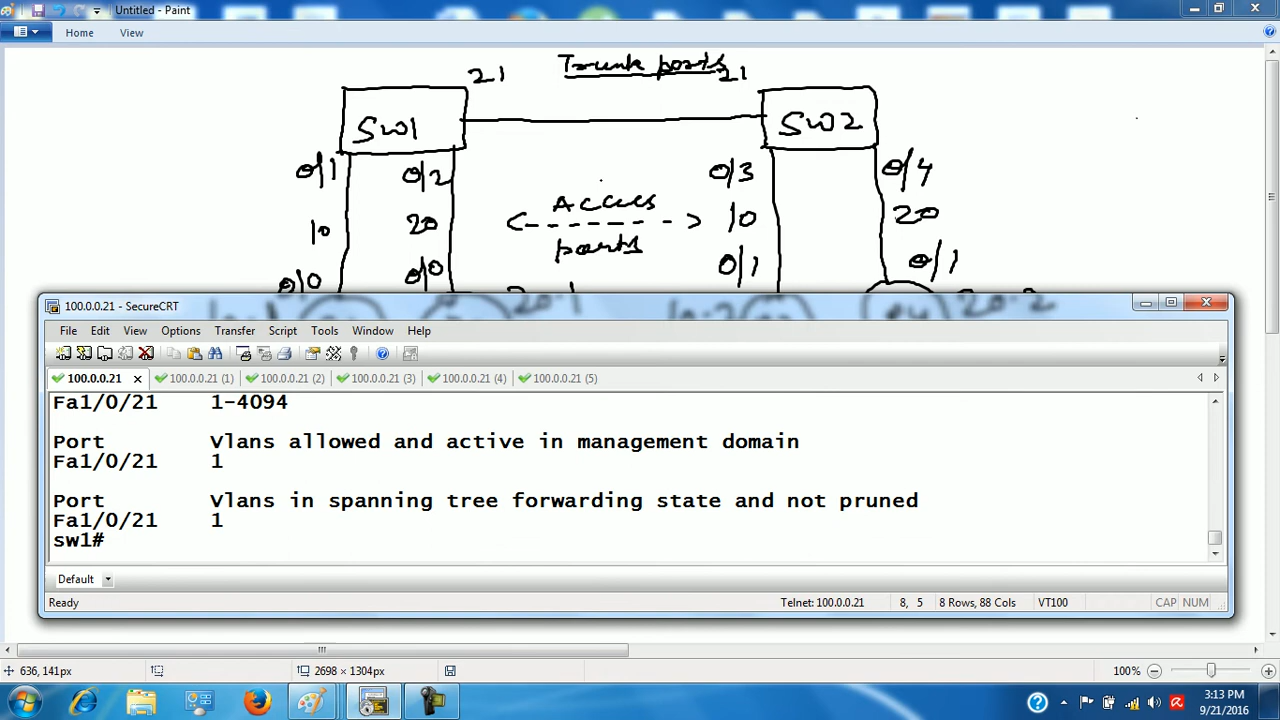 Untitled - Paint
Home View
Trunk ports
21 21
SW1 SW2
0/1 0/2 0/3 0/4
Access
10 20 10 20
ports
0/0 0/0 0/1 0/1
20.1 20.2
100.0.0.21 - SecureCRT
File Edit View Options Transfer Script Tools Window Help
100.0.0.21 100.0.0.21 (1) 100.0.0.21 (2) 100.0.0.21 (3) 100.0.0.21 (4) 100.0.0.21 (5)
Fa1/0/21 1-4094
Port Vlans allowed and active in management domain
Fa1/0/21 1
Port Vlans in spanning tree forwarding state and not pruned
Fa1/0/21 1
sw1#
Default
Ready Telnet: 100.0.0.21 8, 5 8 Rows, 88 Cols VT100 CAP NUM
636, 141px 2698 × 1304px 100%
3:13 PM
9/21/2016